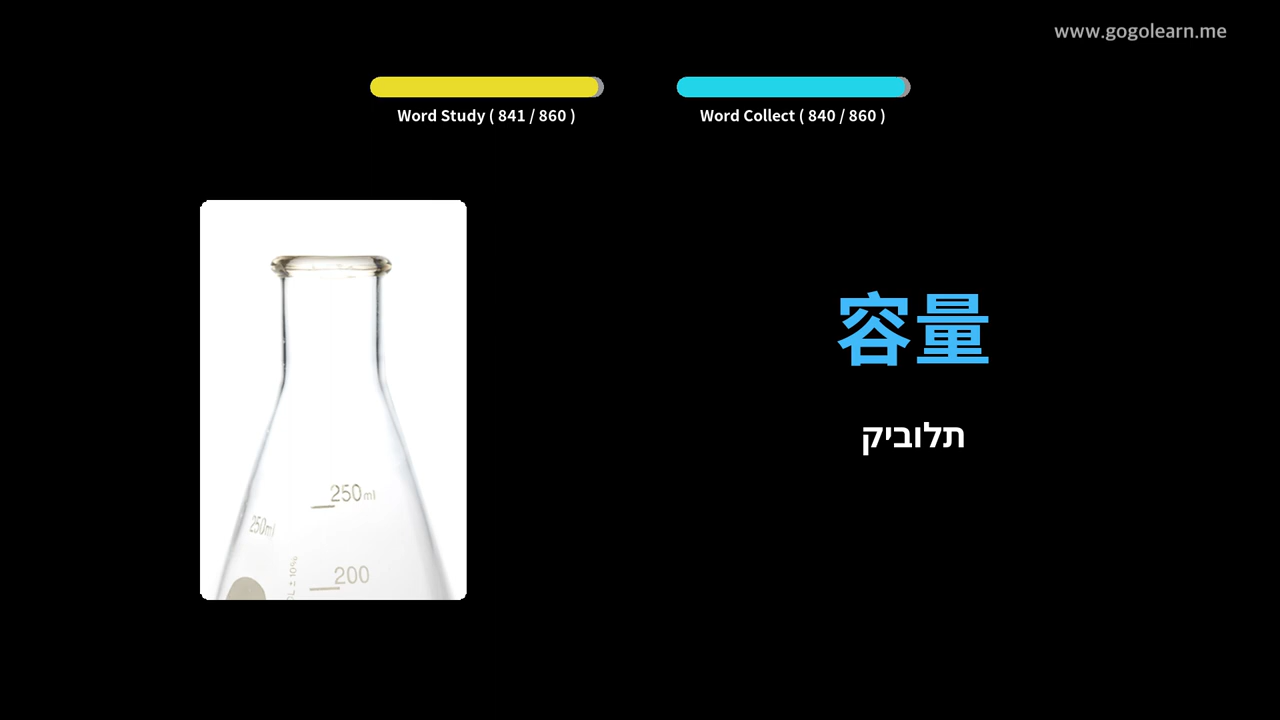 www.gogolearn.me
Word Study ( 841 / 860 )
Word Collect ( 840 / 860 )
容量
תלוביק
250ml
250ml
200